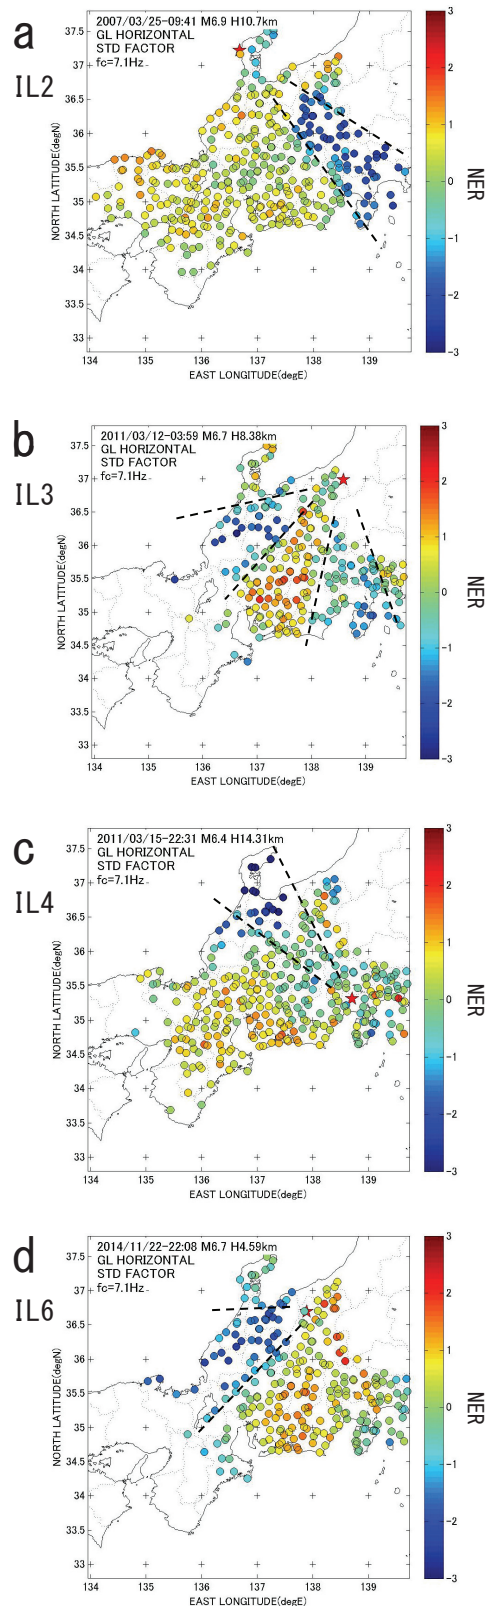 a
IL2
2007/03/25-09:41 M6.9 H10.7km
GL HORIZONTAL
STD FACTOR
fc=7.1Hz
37.5
37
36.5
36
35.5
35
34.5
34
33.5
33
NORTH LATITUDE(degN)
134 135 136 137 138 139
EAST LONGITUDE(degE)
3
2
1
0
-1
-2
-3
NER
b
IL3
2011/03/12-03:59 M6.7 H8.38km
GL HORIZONTAL
STD FACTOR
fc=7.1Hz
37.5
37
36.5
36
35.5
35
34.5
34
33.5
33
NORTH LATITUDE(degN)
134 135 136 137 138 139
EAST LONGITUDE(degE)
3
2
1
0
-1
-2
-3
NER
c
IL4
2011/03/15-22:31 M6.4 H14.31km
GL HORIZONTAL
STD FACTOR
fc=7.1Hz
37.5
37
36.5
36
35.5
35
34.5
34
33.5
33
NORTH LATITUDE(degN)
134 135 136 137 138 139
EAST LONGITUDE(degE)
3
2
1
0
-1
-2
-3
NER
d
IL6
2014/11/22-22:08 M6.7 H4.59km
GL HORIZONTAL
STD FACTOR
fc=7.1Hz
37.5
37
36.5
36
35.5
35
34.5
34
33.5
33
NORTH LATITUDE(degN)
134 135 136 137 138 139
EAST LONGITUDE(degE)
3
2
1
0
-1
-2
-3
NER